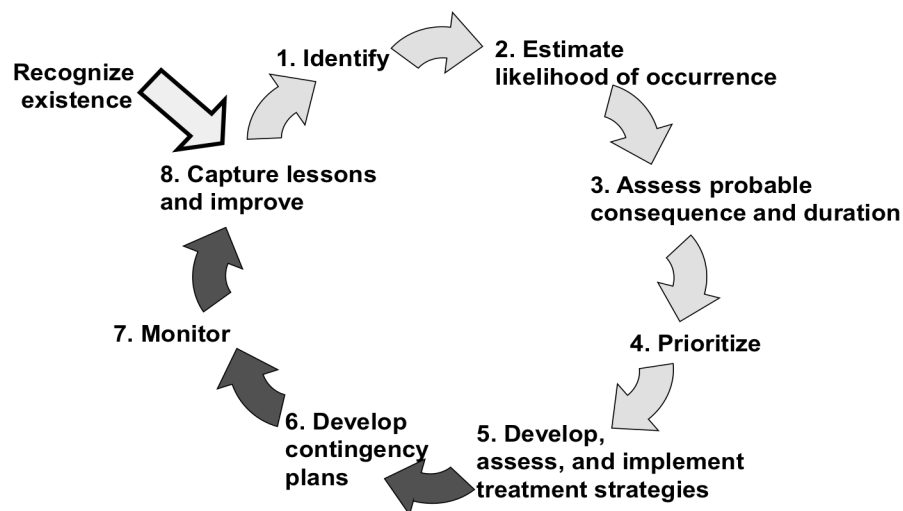 Recognize
existence
1. Identify
2. Estimate
likelihood of occurrence
3. Assess probable
consequence and duration
4. Prioritize
5. Develop,
assess, and implement
treatment strategies
6. Develop
contingency
plans
7. Monitor
8. Capture lessons
and improve